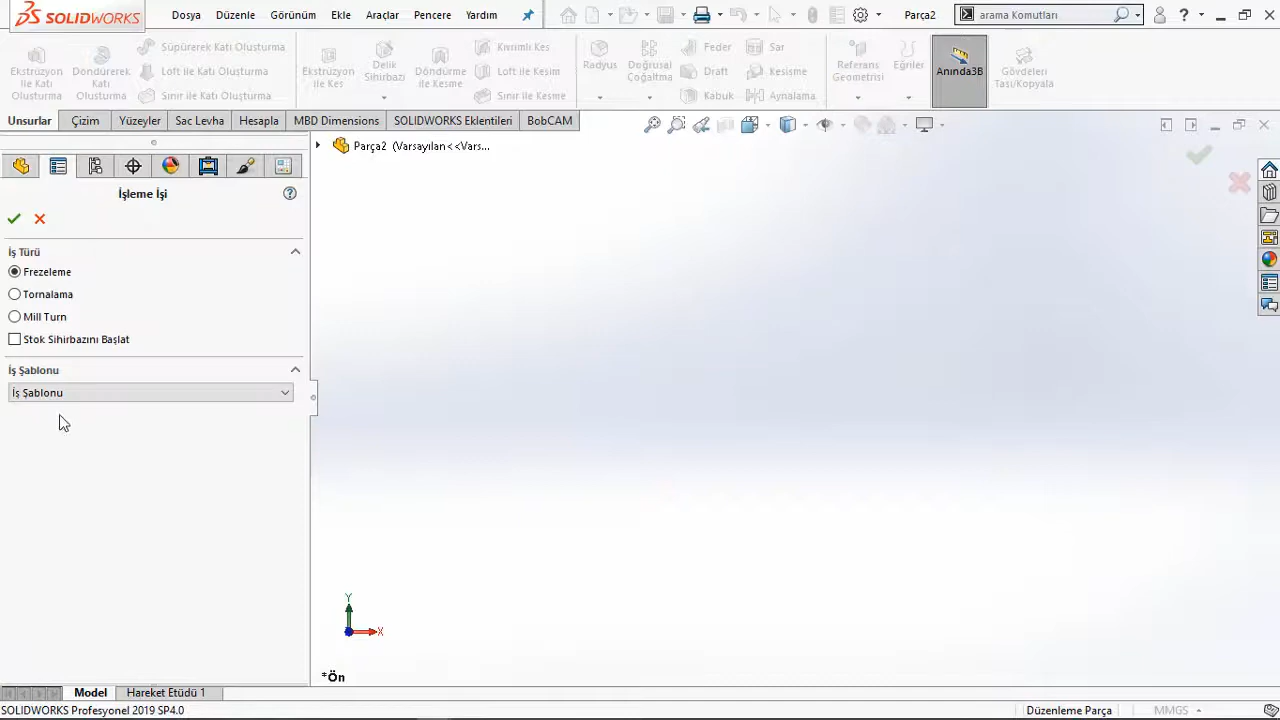 SOLIDWORKS
Dosya Düzenle Görünüm Ekle Araçlar Pencere Yardım
Parça2
arama Komutları
Ekstrüzyon ile Katı Oluşturma
Döndürerek Katı Oluşturma
Süpürerek Katı Oluşturma
Loft ile Katı Oluşturma
Sınır ile Katı Oluşturma
Ekstrüzyon ile Kes
Delik Sihirbazı
Döndürme ile Kesme
Kıvrımlı Kes
Loft ile Kesim
Sınır ile Kesme
Radyus
Doğrusal Çoğaltma
Feder
Draft
Kabuk
Sar
Kesisme
Aynalama
Referans Geometrisi
Eğriler
Anında3B
Gövdeleri Taşı/Kopyala
Unsurlar Çizim Yüzeyler Sac Levha Hesapla MBD Dimensions SOLIDWORKS Eklentileri BobCAM
Parça2 (Varsayılan<<Vars...
İşleme İşi
İş Türü
Frezeleme
Tornalama
Mill Turn
Stok Sihirbazını Başlat
İş Şablonu
İş Şablonu
Y
X
*Ön
Model Hareket Etüdü 1
SOLIDWORKS Profesyonel 2019 SP4.0
Düzenleme Parça
MMGS